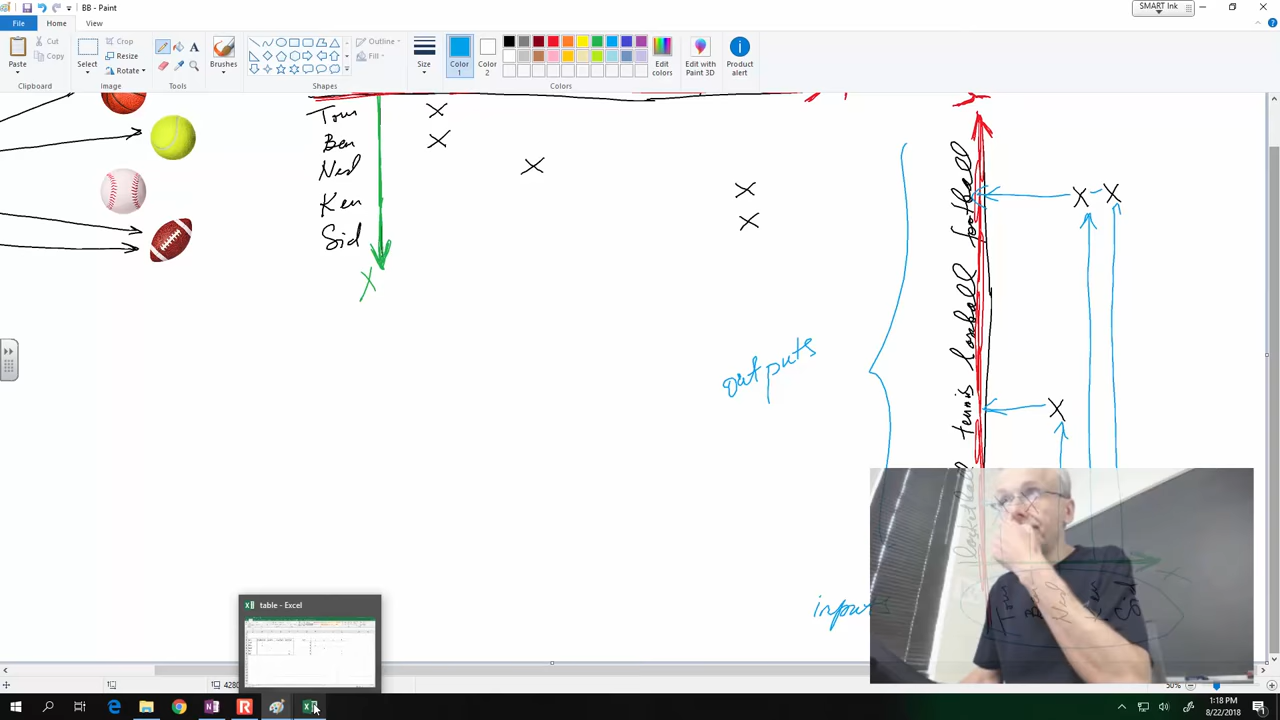 BB - Paint
SMART Ink
File Home View
Paste
Cut
Copy
Clipboard
Select
Crop
Resize
Rotate
Image
Tools
Brushes
Shapes
Outline
Fill
Size
Color 1
Color 2
Edit colors
Colors
Edit with Paint 3D
Product alert
Tom X
Ben X
Ned X
Ken X
Sid X
X
outputs
inputs
tennis baseball football
X X
X
table - Excel
50%
1:18 PM
8/22/2018